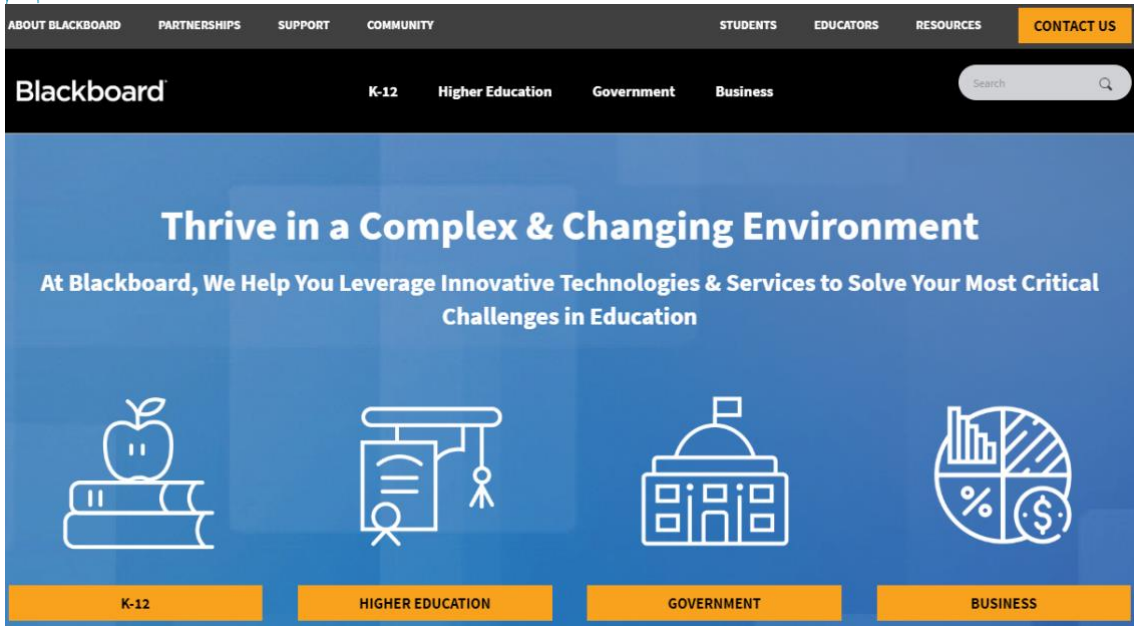 ABOUT BLACKBOARD PARTNERSHIPS SUPPORT COMMUNITY STUDENTS EDUCATORS RESOURCES CONTACT US
Blackboard K-12 Higher Education Government Business Search
Thrive in a Complex & Changing Environment
At Blackboard, We Help You Leverage Innovative Technologies & Services to Solve Your Most Critical
Challenges in Education
% $
K-12 HIGHER EDUCATION GOVERNMENT BUSINESS